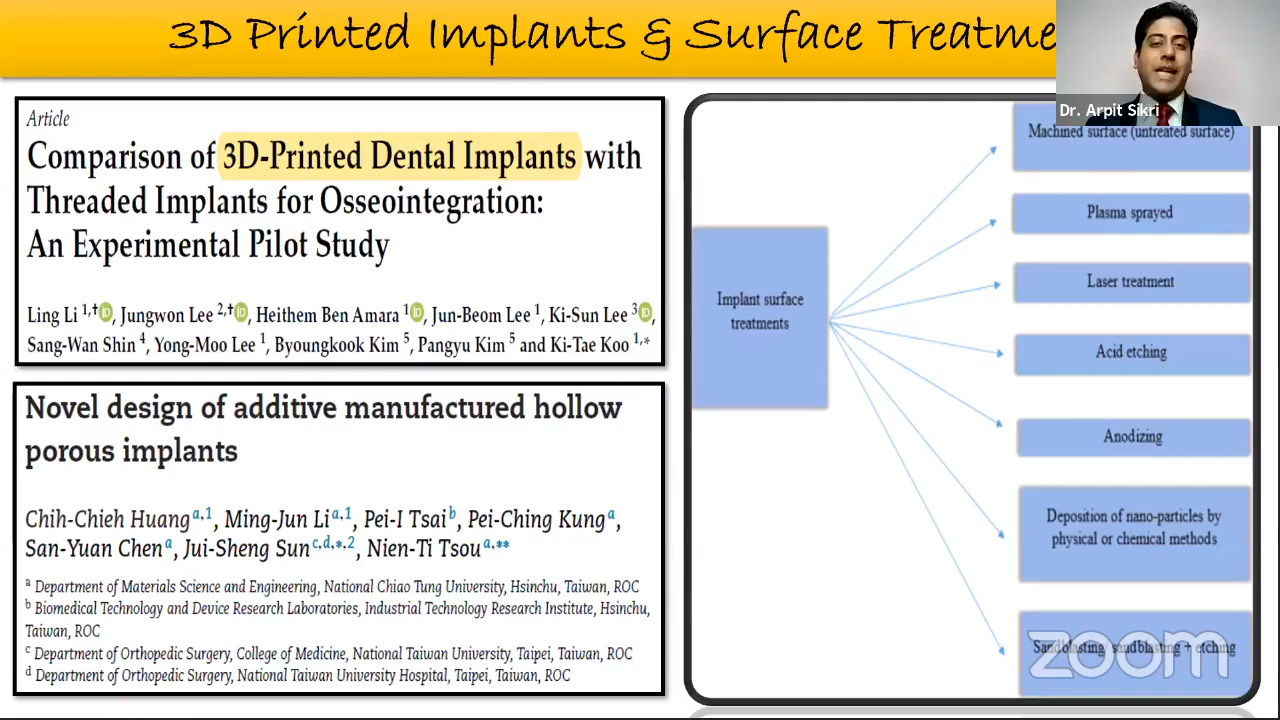 3D Printed Implants & Surface Treatme
Dr. Arpit Sikri
Article
Comparison of 3D-Printed Dental Implants with
Threaded Implants for Osseointegration:
An Experimental Pilot Study
Ling Li 1,†, Jungwon Lee 2,†, Heithem Ben Amara 1, Jun-Beom Lee 1, Ki-Sun Lee 3,
Sang-Wan Shin 4, Yong-Moo Lee 1, Byoungkook Kim 5, Pangyu Kim 5 and Ki-Tae Koo 1,*
Novel design of additive manufactured hollow
porous implants
Chih-Chieh Huang a,1, Ming-Jun Li a,1, Pei-I Tsai b, Pei-Ching Kung a,
San-Yuan Chen a, Jui-Sheng Sun c,d,*,2, Nien-Ti Tsou a,**
a Department of Materials Science and Engineering, National Chiao Tung University, Hsinchu, Taiwan, ROC
b Biomedical Technology and Device Research Laboratories, Industrial Technology Research Institute, Hsinchu,
Taiwan, ROC
c Department of Orthopedic Surgery, College of Medicine, National Taiwan University, Taipei, Taiwan, ROC
d Department of Orthopedic Surgery, National Taiwan University Hospital, Taipei, Taiwan, ROC
Implant surface
treatments
Machined surface (untreated surface)
Plasma sprayed
Laser treatment
Acid etching
Anodizing
Deposition of nano-particles by
physical or chemical methods
Sandblasting/ sandblasting + etching
zoom